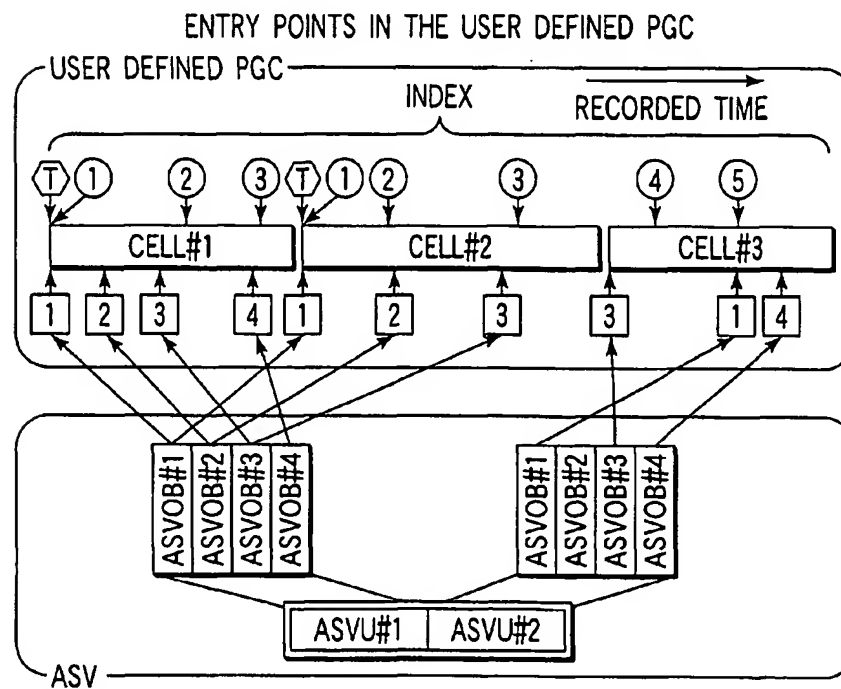 ENTRY POINTS IN THE USER DEFINED PGC
USER DEFINED PGC
INDEX
RECORDED TIME
T 1 2 3 T 1 2 3 4 5
CELL#1 CELL#2 CELL#3
1 2 3 4 1 2 3 3 1 4
ASVOB#1 ASVOB#2 ASVOB#3 ASVOB#4 ASVOB#1 ASVOB#2 ASVOB#3 ASVOB#4
ASVU#1 ASVU#2
ASV